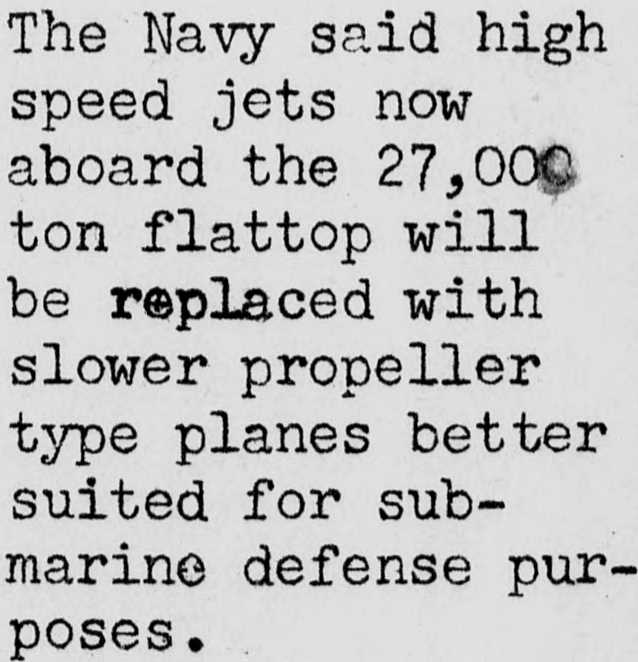 The Navy said high
speed jets now
aboard the 27,000
ton flattop will
be replaced with
slower propeller
type planes better
suited for sub-
marine defense pur-
poses.